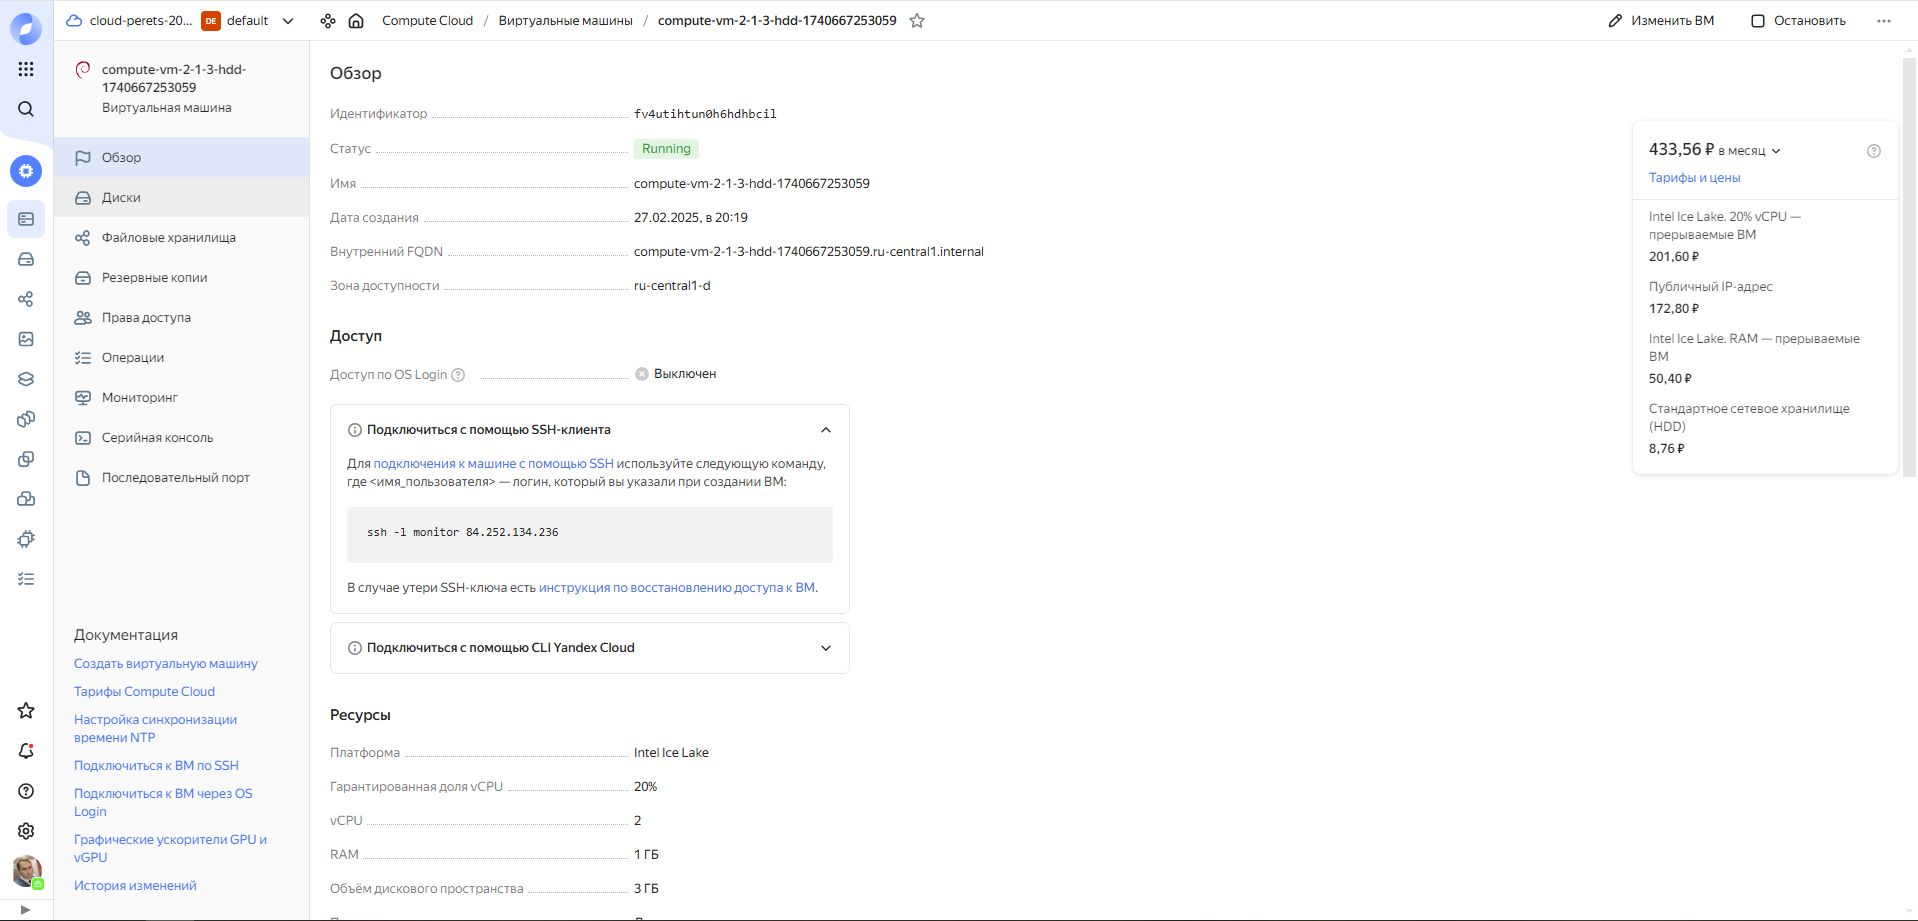 cloud-perets-20...
DE
default
Compute Cloud / Виртуальные машины / compute-vm-2-1-3-hdd-1740667253059
Изменить ВМ
Остановить
compute-vm-2-1-3-hdd-
1740667253059
Виртуальная машина
Обзор
Диски
Файловые хранилища
Резервные копии
Права доступа
Операции
Мониторинг
Серийная консоль
Последовательный порт
Документация
Создать виртуальную машину
Тарифы Compute Cloud
Настройка синхронизации
времени NTP
Подключиться к ВМ по SSH
Подключиться к ВМ через OS
Login
Графические ускорители GPU и
vGPU
История изменений
Обзор
Идентификатор fv4utihtun0h6hdhbcil
Статус Running
Имя compute-vm-2-1-3-hdd-1740667253059
Дата создания 27.02.2025, в 20:19
Внутренний FQDN compute-vm-2-1-3-hdd-1740667253059.ru-central1.internal
Зона доступности ru-central1-d
Доступ
Доступ по OS Login Выключен
Подключиться с помощью SSH-клиента
Для подключения к машине с помощью SSH используйте следующую команду,
где <имя_пользователя> — логин, который вы указали при создании ВМ:
ssh -l monitor 84.252.134.236
В случае утери SSH-ключа есть инструкция по восстановлению доступа к ВМ.
Подключиться с помощью CLI Yandex Cloud
Ресурсы
Платформа Intel Ice Lake
Гарантированная доля vCPU 20%
vCPU 2
RAM 1 ГБ
Объём дискового пространства 3 ГБ
433,56 ₽ в месяц
Тарифы и цены
Intel Ice Lake. 20% vCPU —
прерываемые ВМ
201,60 ₽
Публичный IP-адрес
172,80 ₽
Intel Ice Lake. RAM — прерываемые
ВМ
50,40 ₽
Стандартное сетевое хранилище
(HDD)
8,76 ₽